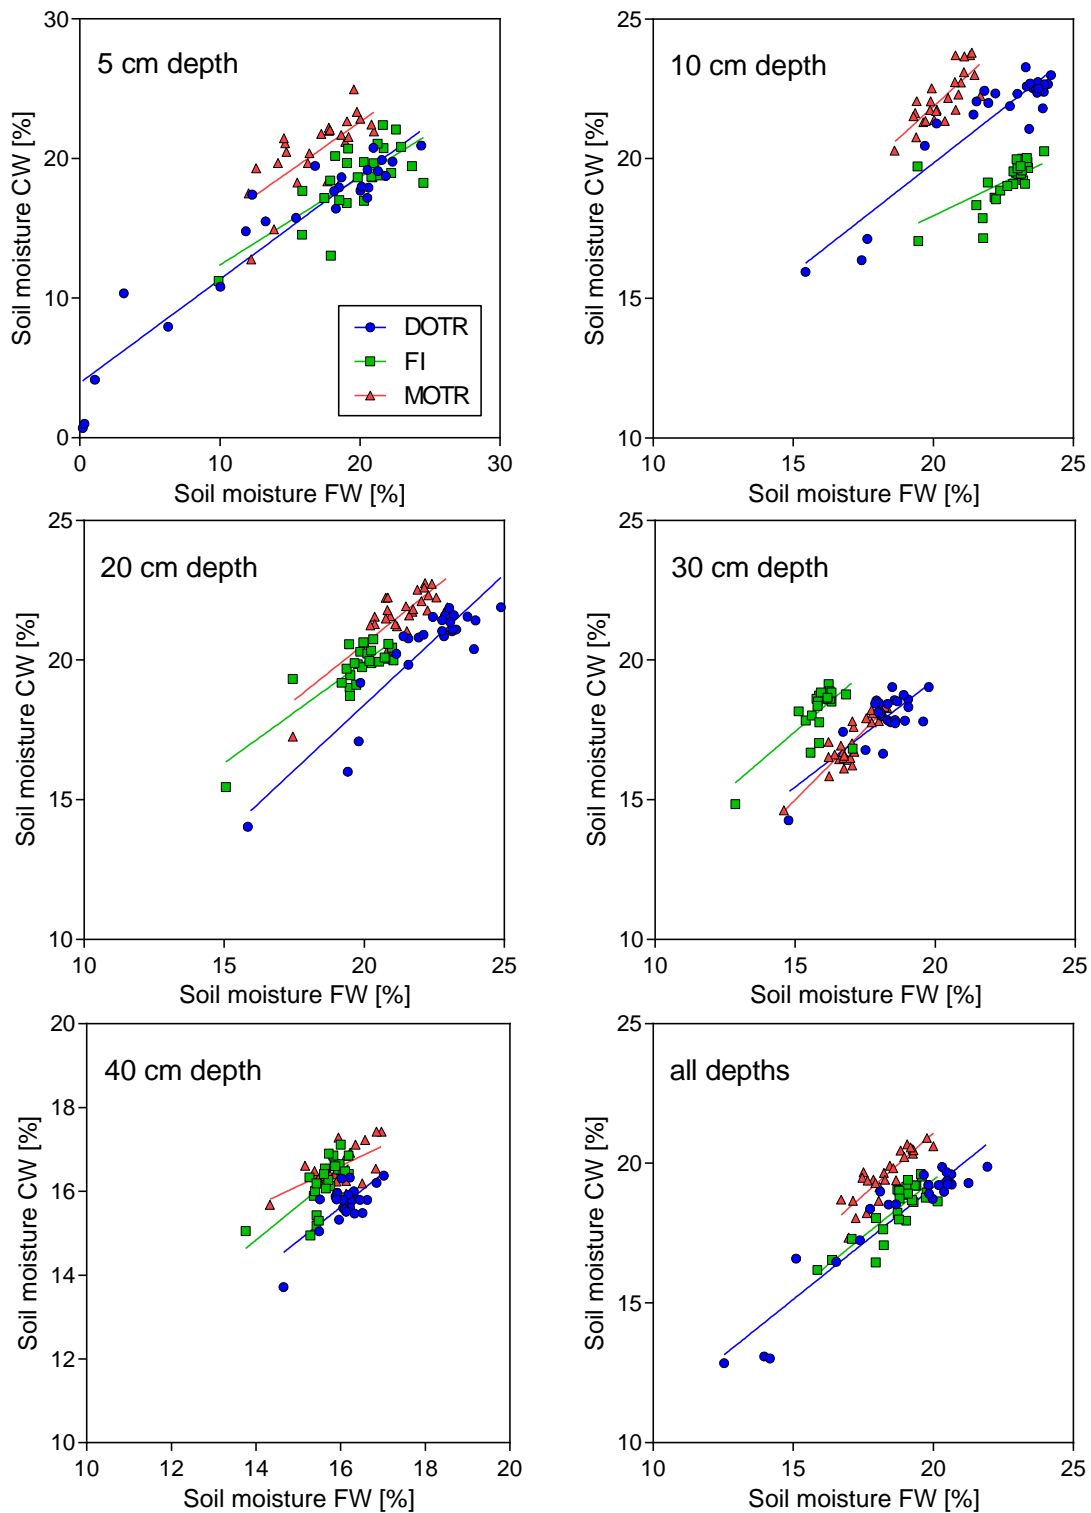 30
5 cm depth
20
Soil moisture CW [%]
10
DOTR
FI
MOTR
0
0
10
20
30
Soil moisture FW [%]
25
10 cm depth
20
Soil moisture CW [%]
15
10
10
15
20
25
Soil moisture FW [%]
25
20 cm depth
20
Soil moisture CW [%]
15
10
10
15
20
25
Soil moisture FW [%]
25
30 cm depth
20
Soil moisture CW [%]
15
10
10
15
20
25
Soil moisture FW [%]
20
40 cm depth
18
16
Soil moisture CW [%]
14
12
10
10
12
14
16
18
20
Soil moisture FW [%]
25
all depths
20
Soil moisture CW [%]
15
10
10
15
20
25
Soil moisture FW [%]